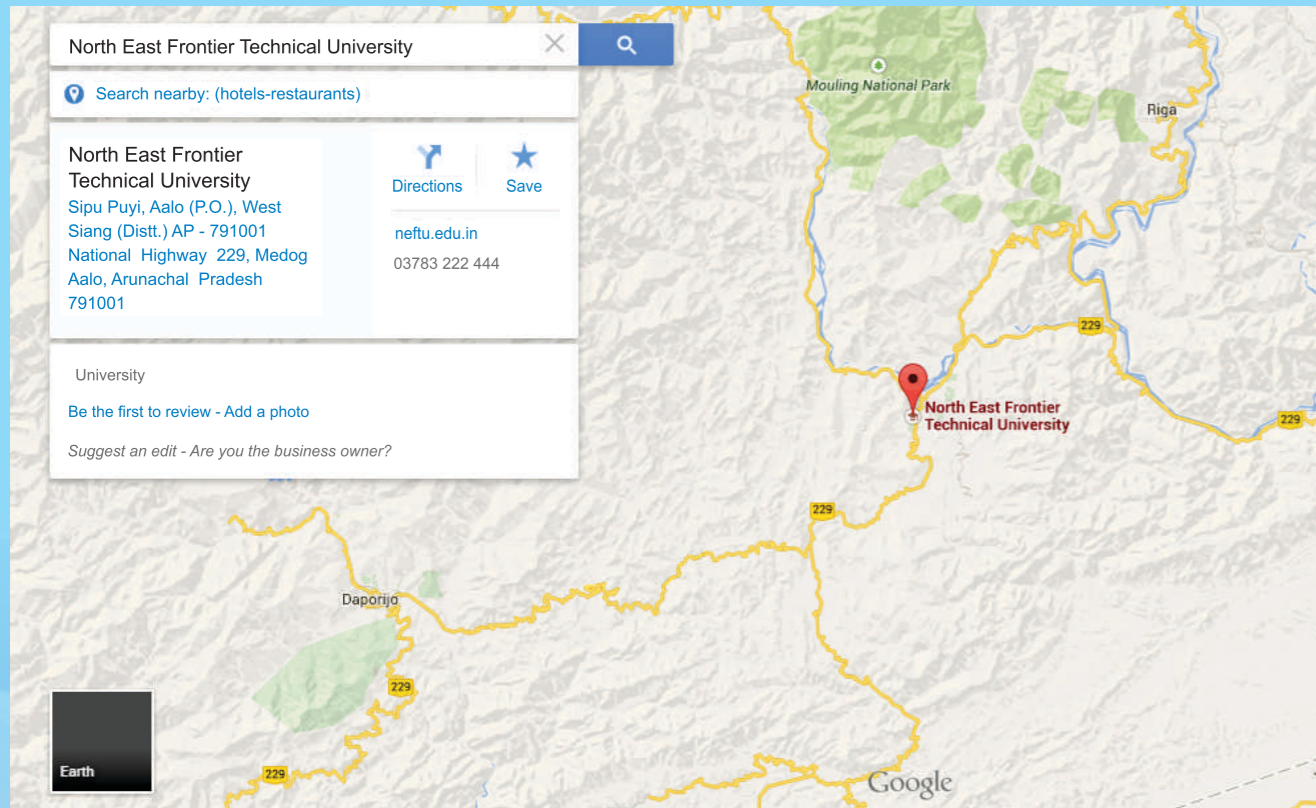 North East Frontier Technical University
Search nearby: (hotels-restaurants)
North East Frontier
Technical University
Sipu Puyi, Aalo (P.O.), West
Siang (Distt.) AP - 791001
National Highway 229, Medog
Aalo, Arunachal Pradesh
791001
Directions
Save
neftu.edu.in
03783 222 444
University
Be the first to review - Add a photo
Suggest an edit - Are you the business owner?
Mouling National Park
Riga
229
North East Frontier
Technical University
229
229
Daporijo
229
229
Earth
Google